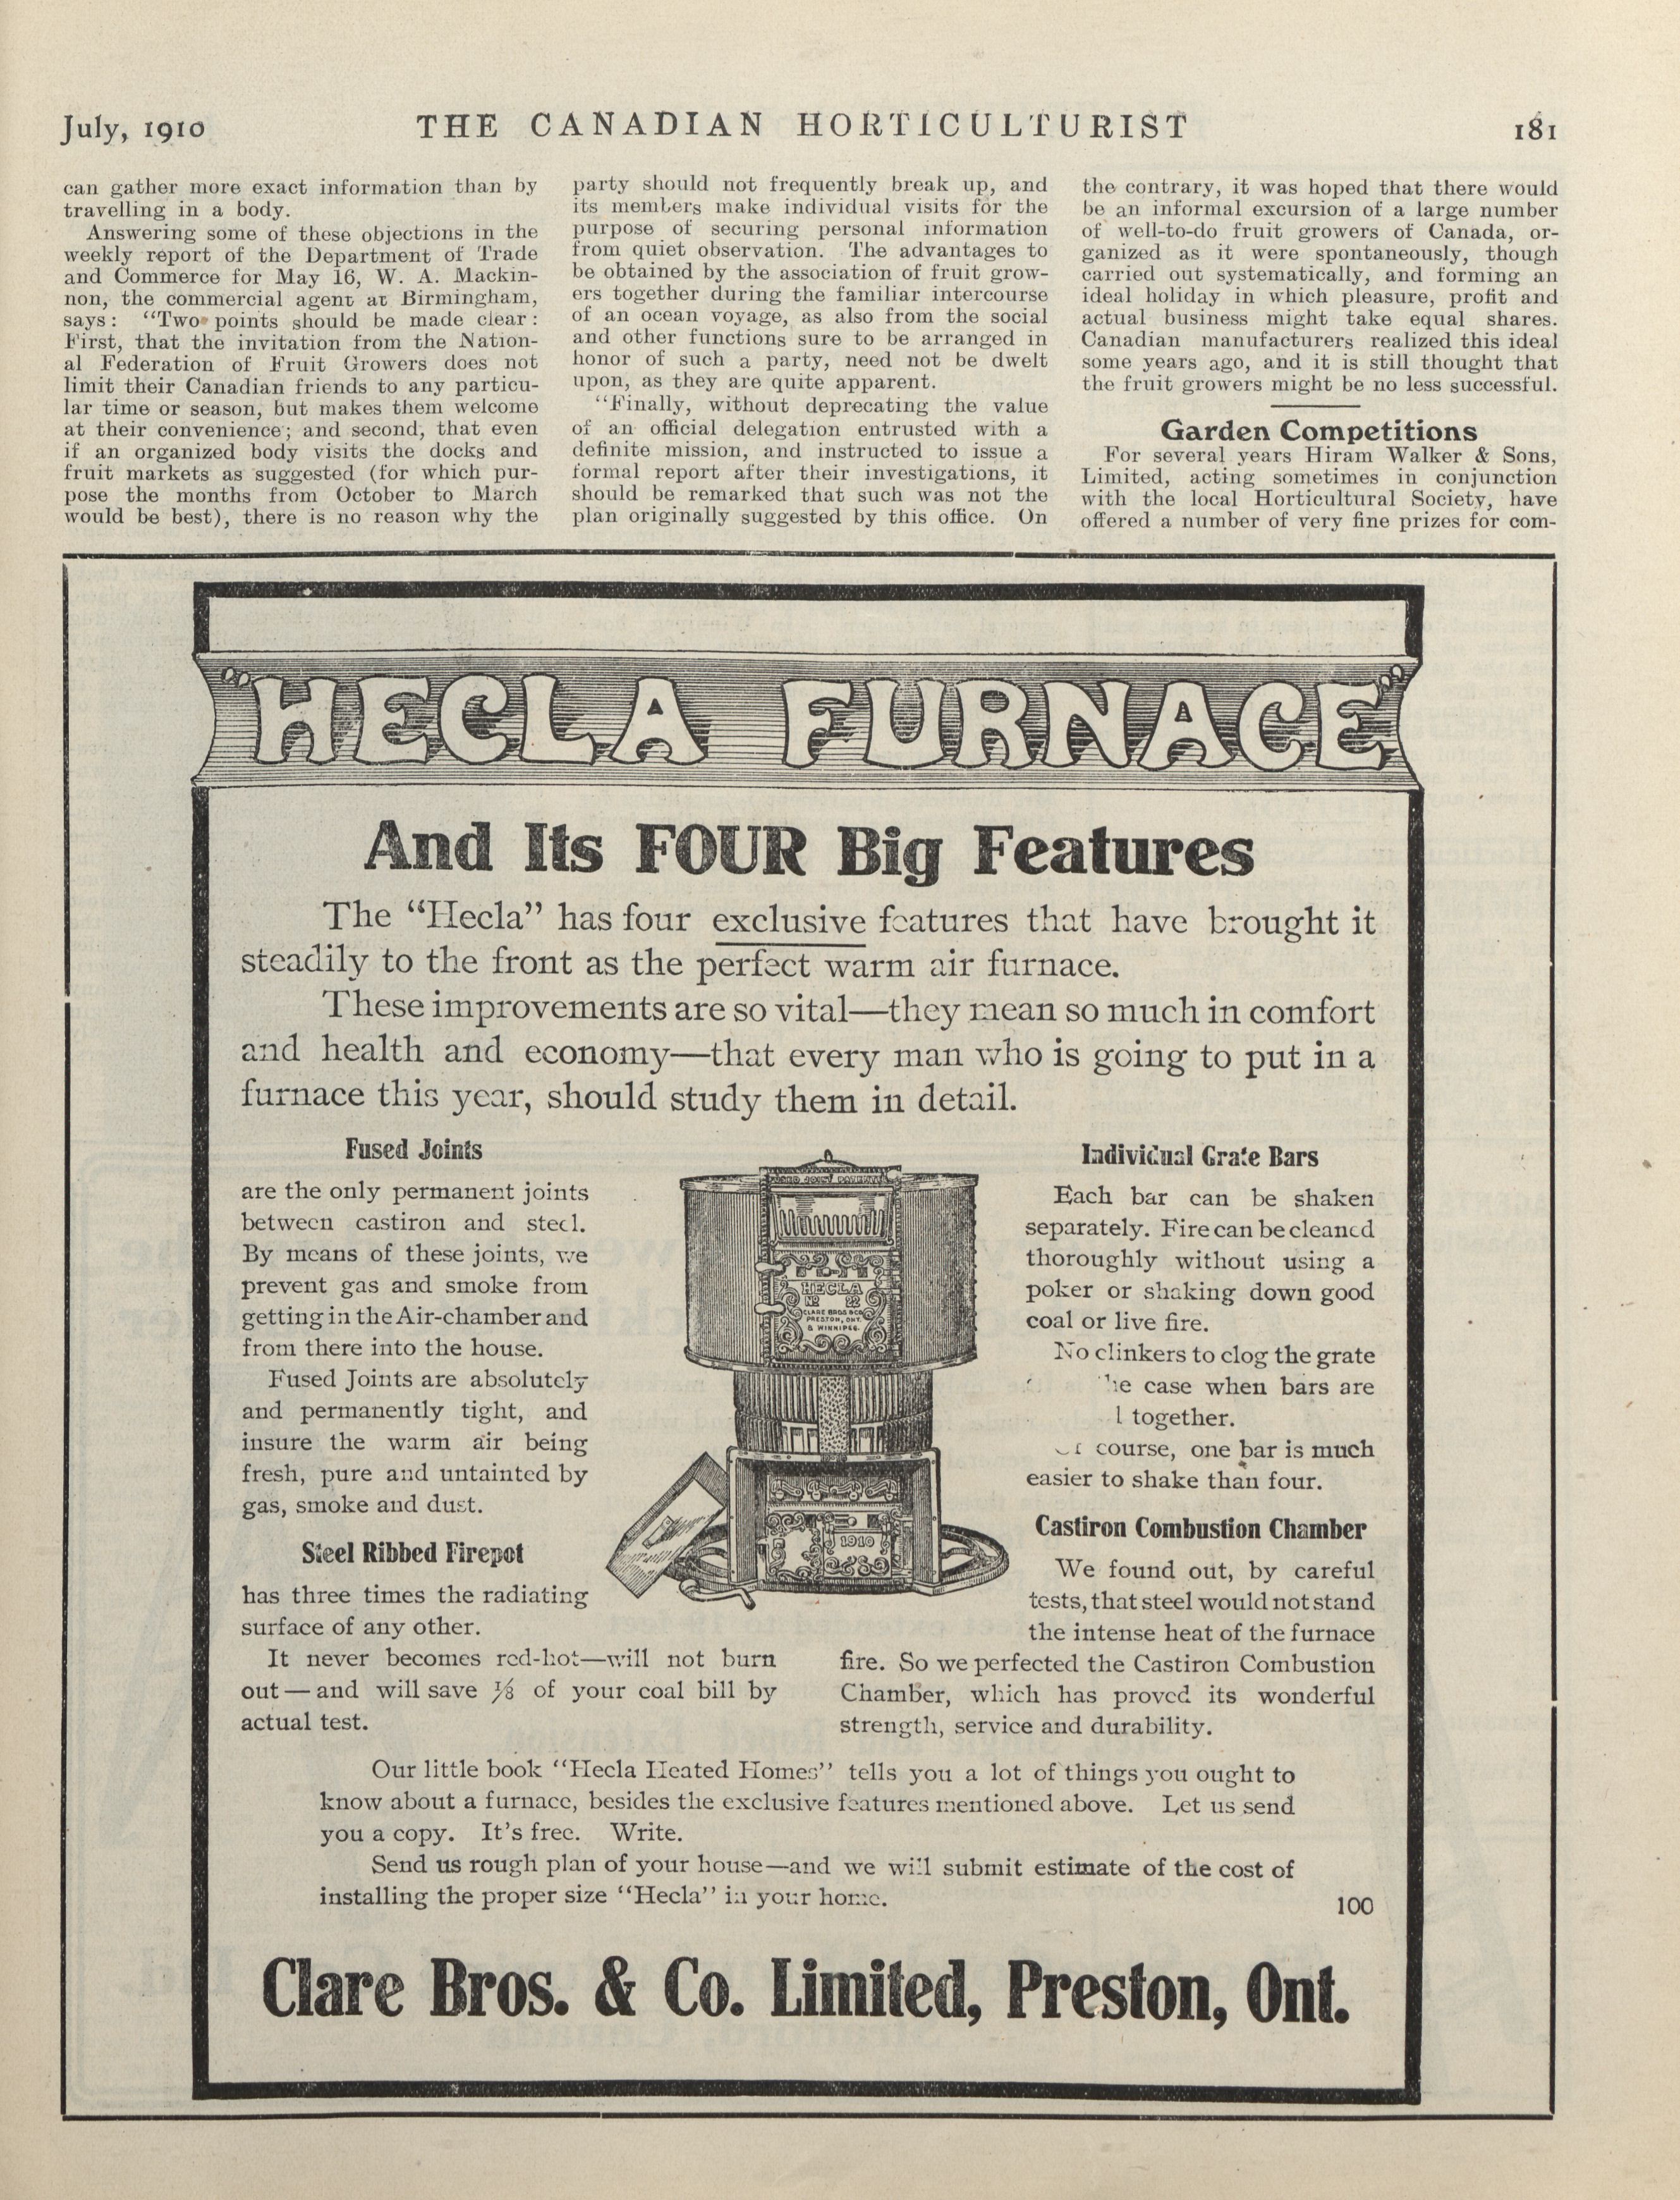 July, 1910
THE CANADIAN HORTICULTURIST
181
can gather more exact information than by
travelling in a body.
Answering some of these objections in the
weekly report of the Department of Trade
and Commerce for May 16, W. A. Mackin-
non, the commercial agent at Birmingham,
says: "Two points should be made clear:
First, that the invitation from the Nation-
al Federation of Fruit Growers does not
limit their Canadian friends to any particu-
lar time or season, but makes them welcome
at their convenience; and second, that even
if an organized body visits the docks and
fruit markets as suggested (for which pur-
pose the months from October to March
would be best), there is no reason why the
party should not frequently break up, and
its members make individual visits for the
purpose of securing personal information
from quiet observation. The advantages to
be obtained by the association of fruit grow-
ers together during the familiar intercourse
of an ocean voyage, as also from the social
and other functions sure to be arranged in
honor of such a party, need not be dwelt
upon, as they are quite apparent.
"Finally, without deprecating the value
of an official delegation entrusted with a
definite mission, and instructed to issue a
formal report after their investigations, it
should be remarked that such was not the
plan originally suggested by this office. On
the contrary, it was hoped that there would
be an informal excursion of a large number
of well-to-do fruit growers of Canada, or-
ganized as it were spontaneously, though
carried out systematically, and forming an
ideal holiday in which pleasure, profit and
actual business might take equal shares.
Canadian manufacturers realized this ideal
some years ago, and it is still thought that
the fruit growers might be no less successful.
Garden Competitions
For several years Hiram Walker & Sons,
Limited, acting sometimes in conjunction
with the local Horticultural Society, have
offered a number of very fine prizes for com-
"HECLA FURNACE"
And Its FOUR Big Features
The "Hecla" has four exclusive features that have brought it
steadily to the front as the perfect warm air furnace.
These improvements are so vital—they mean so much in comfort
and health and economy—that every man who is going to put in a
furnace this year, should study them in detail.
Fused Joints
are the only permanent joints
between castiron and steel.
By means of these joints, we
prevent gas and smoke from
getting in the Air-chamber and
from there into the house.
Fused Joints are absolutely
and permanently tight, and
insure the warm air being
fresh, pure and untainted by
gas, smoke and dust.
Steel Ribbed Firepot
has three times the radiating
surface of any other.
It never becomes red-hot—will not burn
out—and will save ⅛ of your coal bill by
actual test.
HECLA
No 22
CLARE BROS & CO
PRESTON, ONT.
& WINNIPEG.
1910
Individual Grate Bars
Each bar can be shaken
separately. Fire can be cleaned
thoroughly without using a
poker or shaking down good
coal or live fire.
No clinkers to clog the grate
case when bars are
together.
course, one bar is much
easier to shake than four.
Castiron Combustion Chamber
We found out, by careful
tests, that steel would not stand
the intense heat of the furnace
fire. So we perfected the Castiron Combustion
Chamber, which has proved its wonderful
strength, service and durability.
Our little book "Hecla Heated Homes" tells you a lot of things you ought to
know about a furnace, besides the exclusive features mentioned above. Let us send
you a copy. It's free. Write.
Send us rough plan of your house—and we will submit estimate of the cost of
installing the proper size "Hecla" in your home.
100
Clare Bros. & Co. Limited, Preston, Ont.